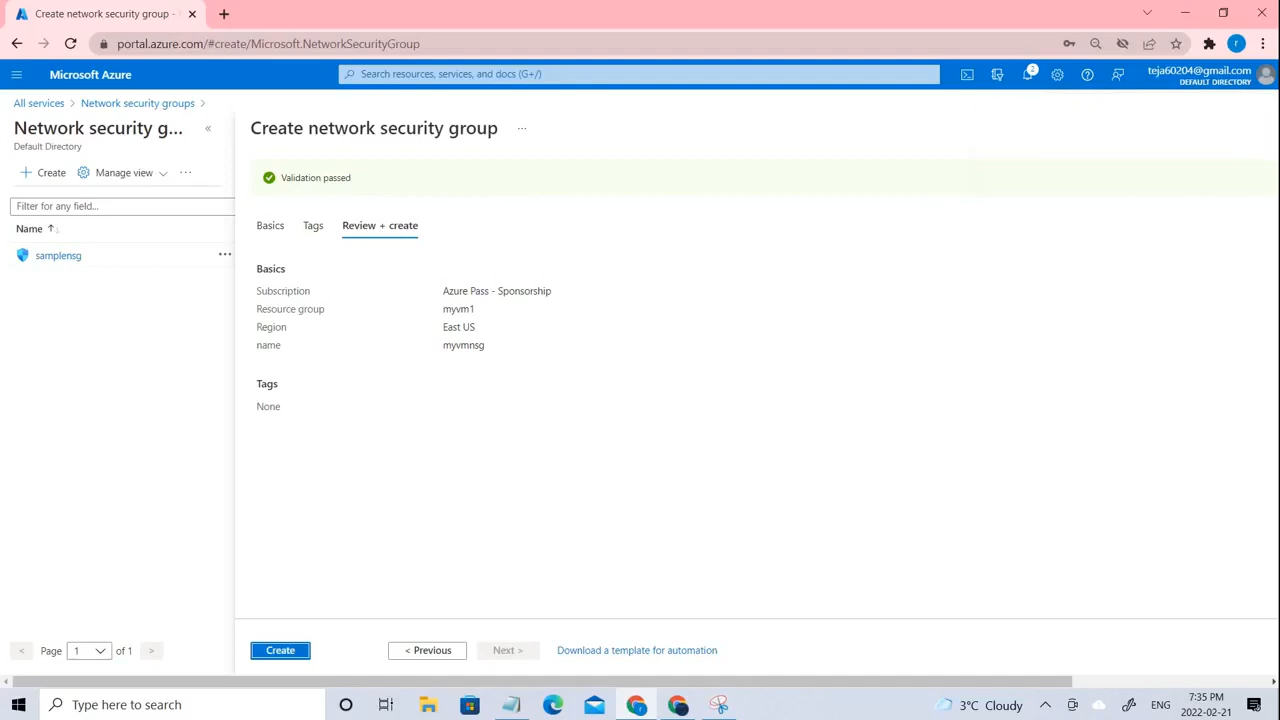 Create network security group -
portal.azure.com/#create/Microsoft.NetworkSecurityGroup
Microsoft Azure
Search resources, services, and docs (G+/)
2
teja60204@gmail.com
DEFAULT DIRECTORY
All services > Network security groups >
Network security g...
«
Default Directory
+ Create
Manage view
...
Filter for any field...
Name ↑↓
samplensg
...
Create network security group
...
Validation passed
Basics
Tags
Review + create
Basics
Subscription
Azure Pass - Sponsorship
Resource group
myvm1
Region
East US
name
myvmnsg
Tags
None
< Page 1 of 1 >
Create
< Previous
Next >
Download a template for automation
Type here to search
3°C Cloudy
ENG
7:35 PM
2022-02-21